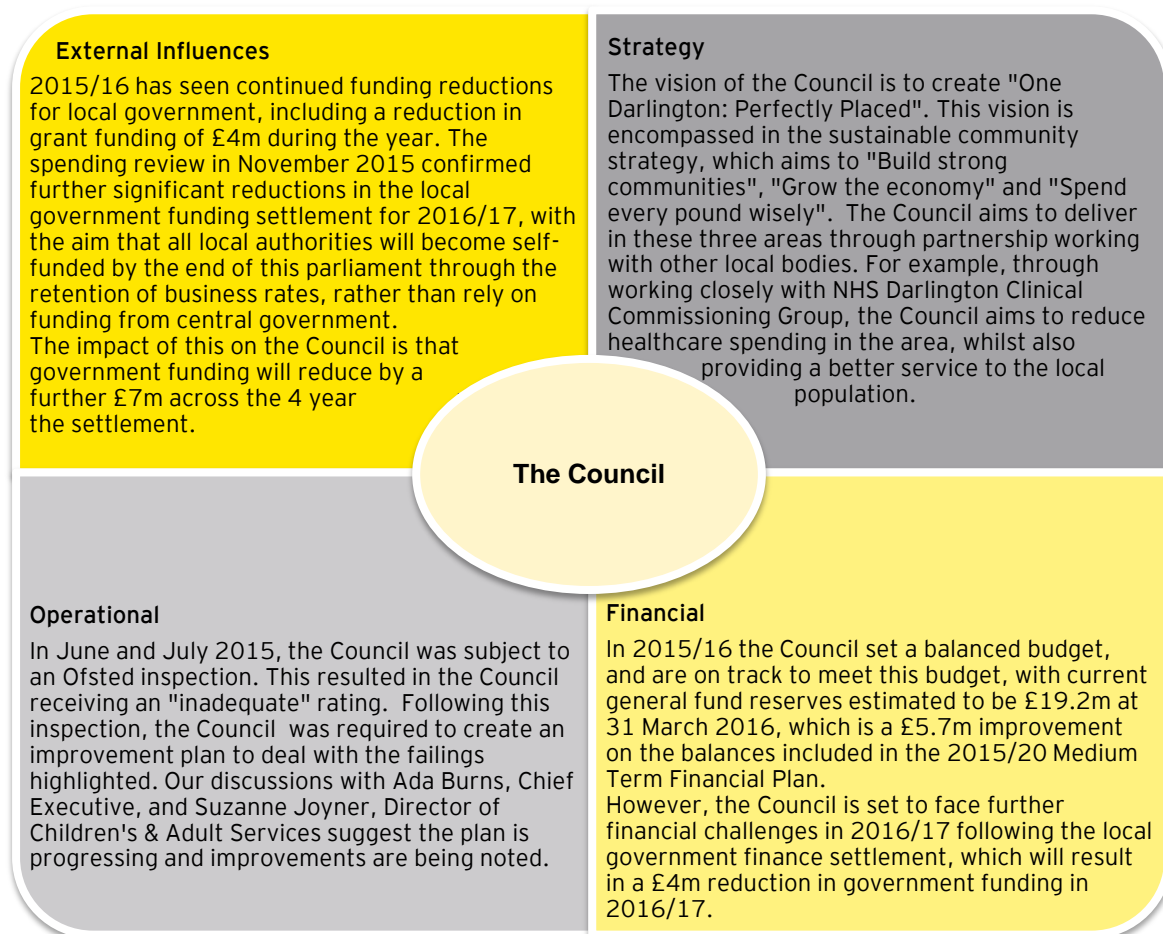 External Influences
2015/16 has seen continued funding reductions
for local government, including a reduction in
grant funding of £4m during the year. The
spending review in November 2015 confirmed
further significant reductions in the local
government funding settlement for 2016/17, with
the aim that all local authorities will become self-
funded by the end of this parliament through the
retention of business rates, rather than rely on
funding from central government.
The impact of this on the Council is that
government funding will reduce by a
further £7m across the 4 year
the settlement.
Strategy
The vision of the Council is to create "One
Darlington: Perfectly Placed". This vision is
encompassed in the sustainable community
strategy, which aims to "Build strong
communities", "Grow the economy" and "Spend
every pound wisely".  The Council aims to deliver
in these three areas through partnership working
with other local bodies. For example, through
working closely with NHS Darlington Clinical
Commissioning Group, the Council aims to reduce
healthcare spending in the area, whilst also
providing a better service to the local
population.
The Council
Operational
In June and July 2015, the Council was subject to
an Ofsted inspection. This resulted in the Council
receiving an "inadequate" rating.  Following this
inspection, the Council  was required to create an
improvement plan to deal with the failings
highlighted. Our discussions with Ada Burns, Chief
Executive, and Suzanne Joyner, Director of
Children's & Adult Services suggest the plan is
progressing and improvements are being noted.
Financial
In 2015/16 the Council set a balanced budget,
and are on track to meet this budget, with current
general fund reserves estimated to be £19.2m at
31 March 2016, which is a £5.7m improvement
on the balances included in the 2015/20 Medium
Term Financial Plan.
However, the Council is set to face further
financial challenges in 2016/17 following the local
government finance settlement, which will result
in a £4m reduction in government funding in
2016/17.